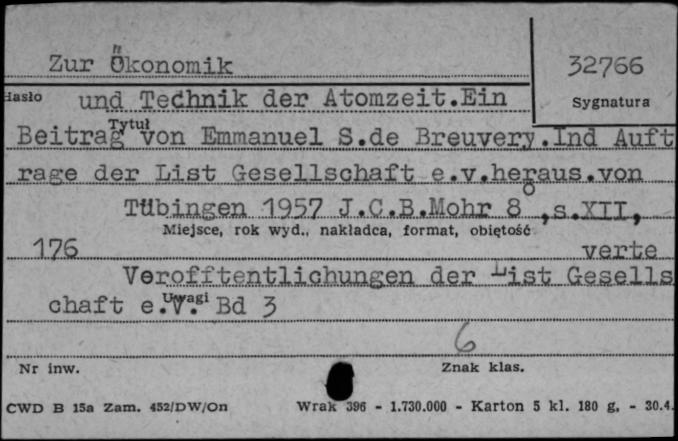 Zur Ökonomik
32766
Hasło
und Technik der Atomzeit.Ein
Sygnatura
Tytuł
Beitrag von Emmanuel S.de Breuvery.Ind Auft
rage der List Gesellschaft e.v.heraus.von
Tübingen 1957 J.C.B.Mohr 8°,s.XII,
Miejsce, rok wyd., nakładca, format, obiętość
176 verte
Verofftentlichungen der List Gesells
chaft e.V. Bd 3
Uwagi
6
Nr inw.
Znak klas.
CWD B 15a Zam. 452/DW/On
Wrak 396 - 1.730.000 - Karton 5 kl. 180 g, - 30.4.